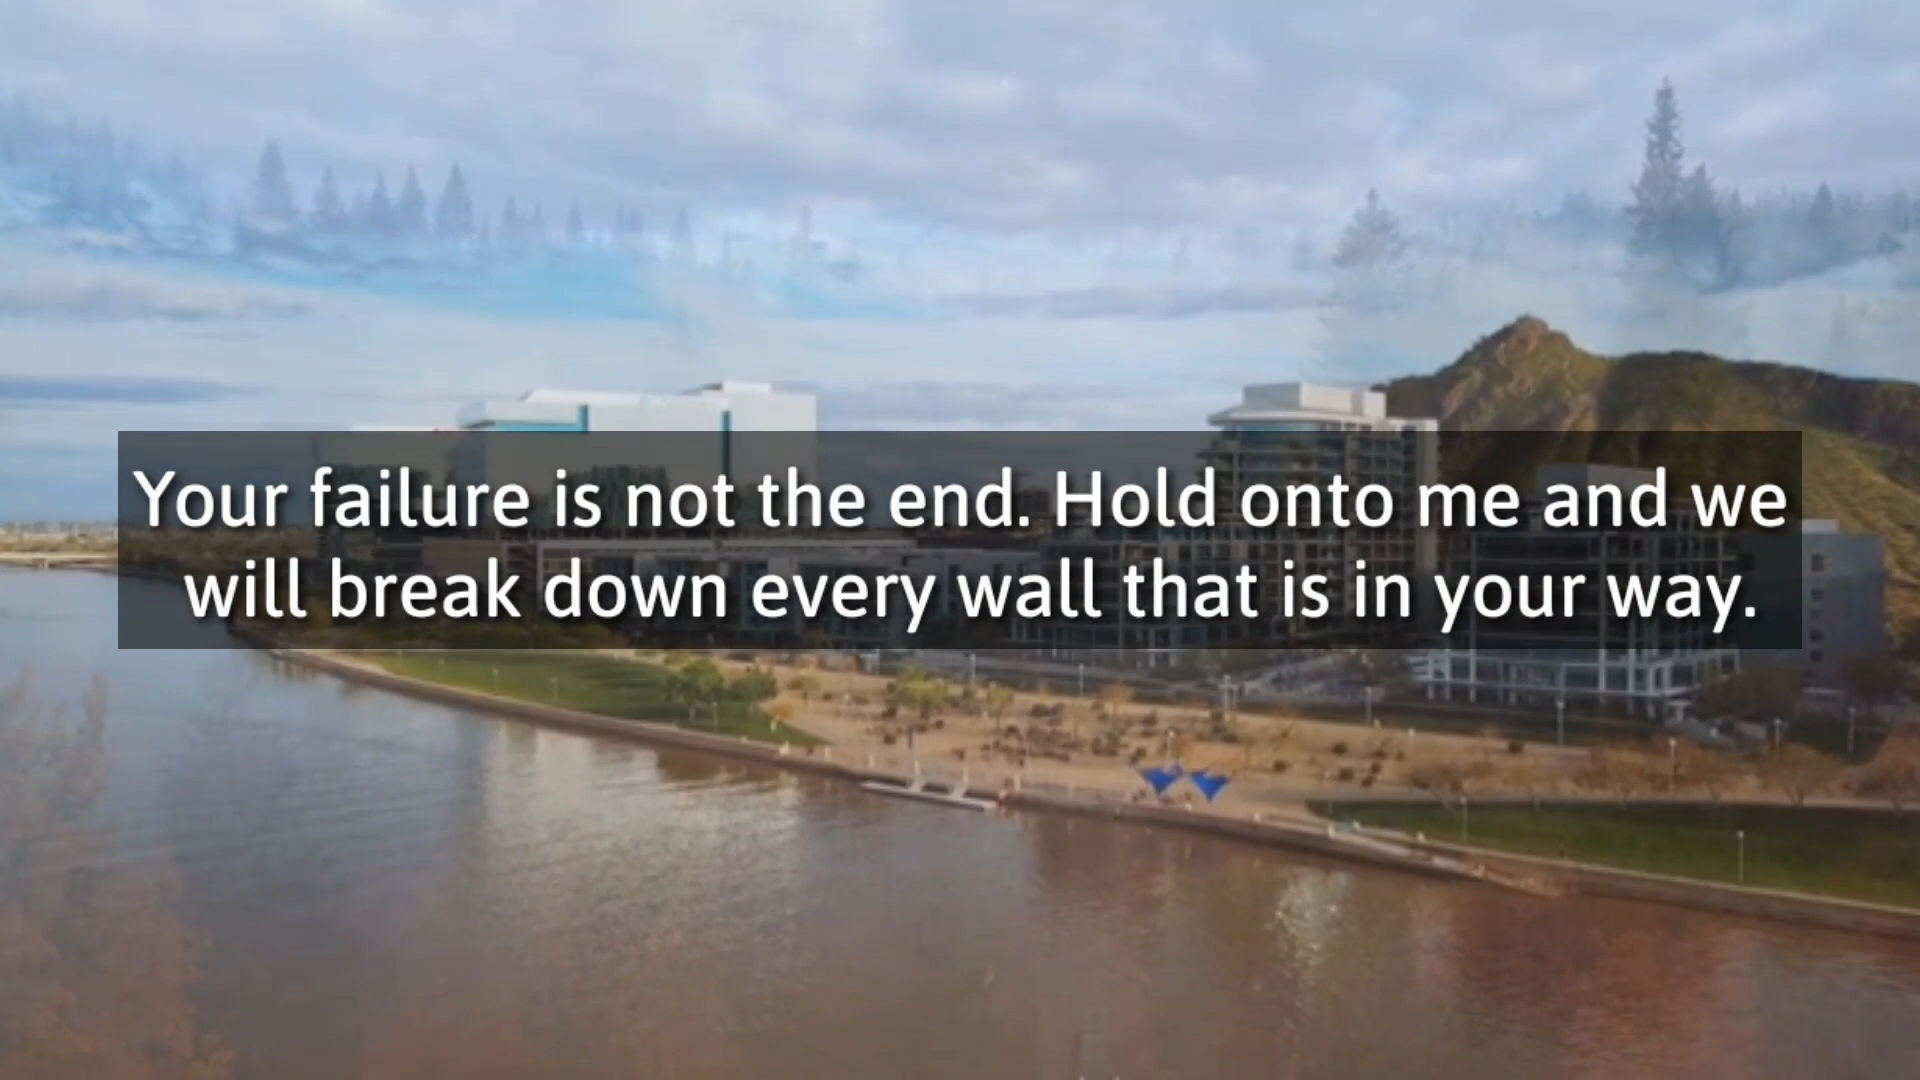 Your failure is not the end. Hold onto me and we
will break down every wall that is in your way.